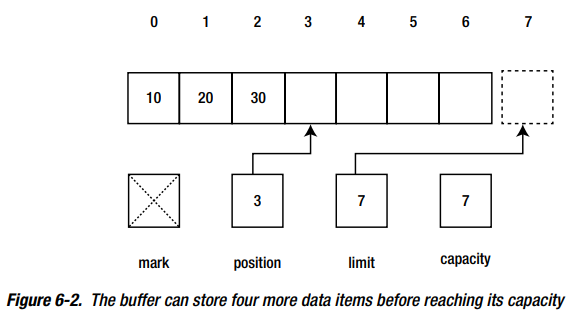 0 1 2 3 4 5 6 7
10 20 30
3 7 7
mark position limit capacity
Figure 6-2. The buffer can store four more data items before reaching its capacity